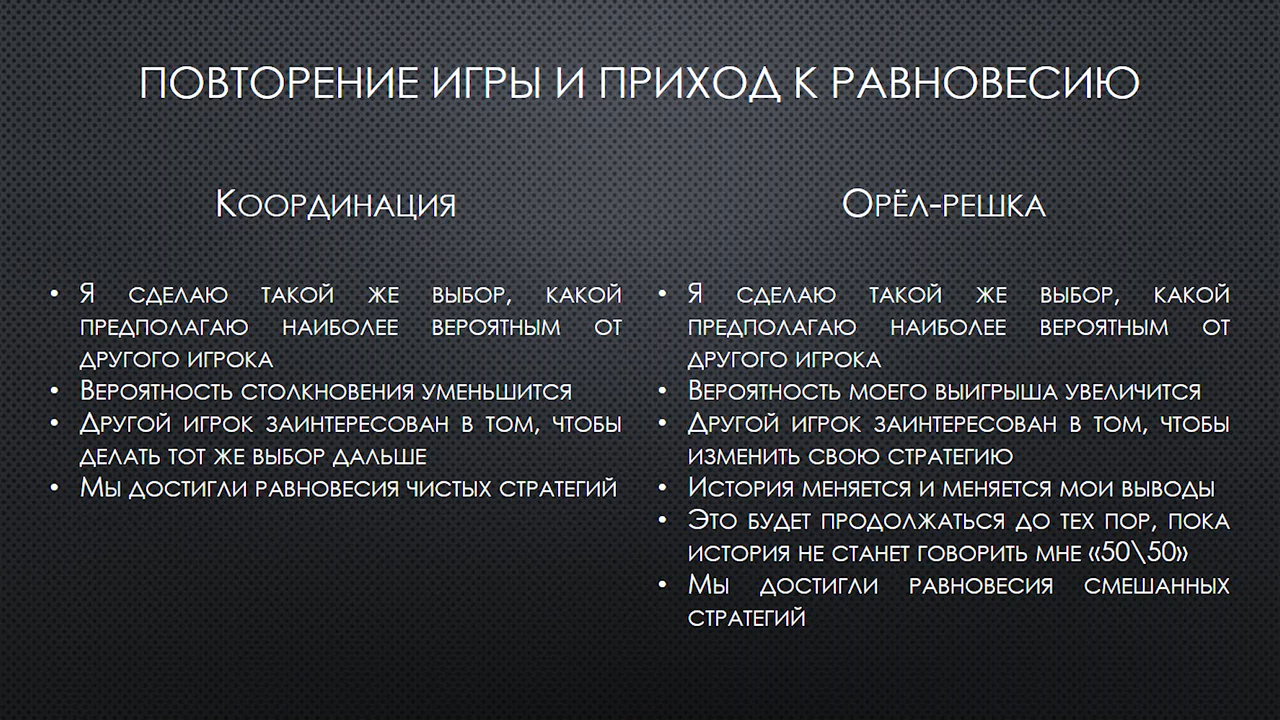 ПОВТОРЕНИЕ ИГРЫ И ПРИХОД К РАВНОВЕСИЮ
КООРДИНАЦИЯ
• Я СДЕЛАЮ ТАКОЙ ЖЕ ВЫБОР, КАКОЙ
ПРЕДПОЛАГАЮ НАИБОЛЕЕ ВЕРОЯТНЫМ ОТ
ДРУГОГО ИГРОКА
• ВЕРОЯТНОСТЬ СТОЛКНОВЕНИЯ УМЕНЬШИТСЯ
• ДРУГОЙ ИГРОК ЗАИНТЕРЕСОВАН В ТОМ, ЧТОБЫ
ДЕЛАТЬ ТОТ ЖЕ ВЫБОР ДАЛЬШЕ
• МЫ ДОСТИГЛИ РАВНОВЕСИЯ ЧИСТЫХ СТРАТЕГИЙ
ОРЁЛ-РЕШКА
• Я СДЕЛАЮ ТАКОЙ ЖЕ ВЫБОР, КАКОЙ
ПРЕДПОЛАГАЮ НАИБОЛЕЕ ВЕРОЯТНЫМ ОТ
ДРУГОГО ИГРОКА
• ВЕРОЯТНОСТЬ МОЕГО ВЫИГРЫША УВЕЛИЧИТСЯ
• ДРУГОЙ ИГРОК ЗАИНТЕРЕСОВАН В ТОМ, ЧТОБЫ
ИЗМЕНИТЬ СВОЮ СТРАТЕГИЮ
• ИСТОРИЯ МЕНЯЕТСЯ И МЕНЯЕТСЯ МОИ ВЫВОДЫ
• ЭТО БУДЕТ ПРОДОЛЖАТЬСЯ ДО ТЕХ ПОР, ПОКА
ИСТОРИЯ НЕ СТАНЕТ ГОВОРИТЬ МНЕ «50\50»
• МЫ ДОСТИГЛИ РАВНОВЕСИЯ СМЕШАННЫХ
СТРАТЕГИЙ